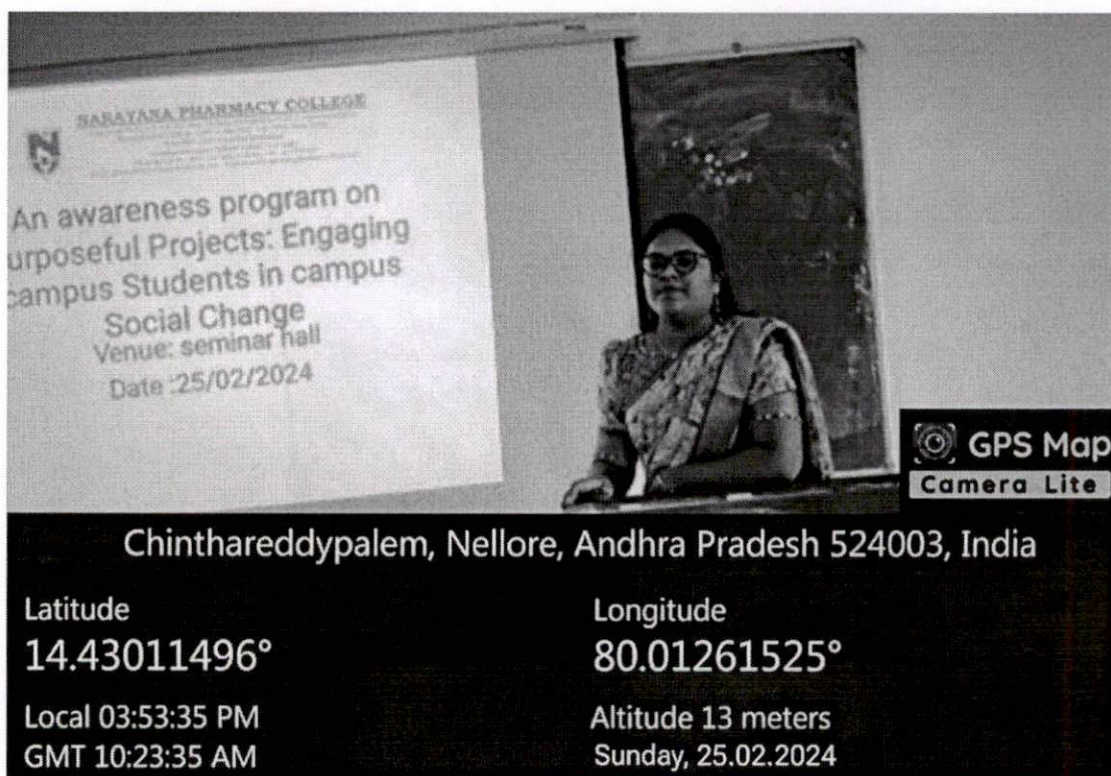 NARAYANA PHARMACY COLLEGE
An awareness program on
urposeful Projects: Engaging
campus Students in campus
Social Change
Venue: seminar hall
Date :25/02/2024
GPS Map
Camera Lite
Chinthareddypalem, Nellore, Andhra Pradesh 524003, India
Latitude
14.43011496°
Longitude
80.01261525°
Local 03:53:35 PM
GMT 10:23:35 AM
Altitude 13 meters
Sunday, 25.02.2024